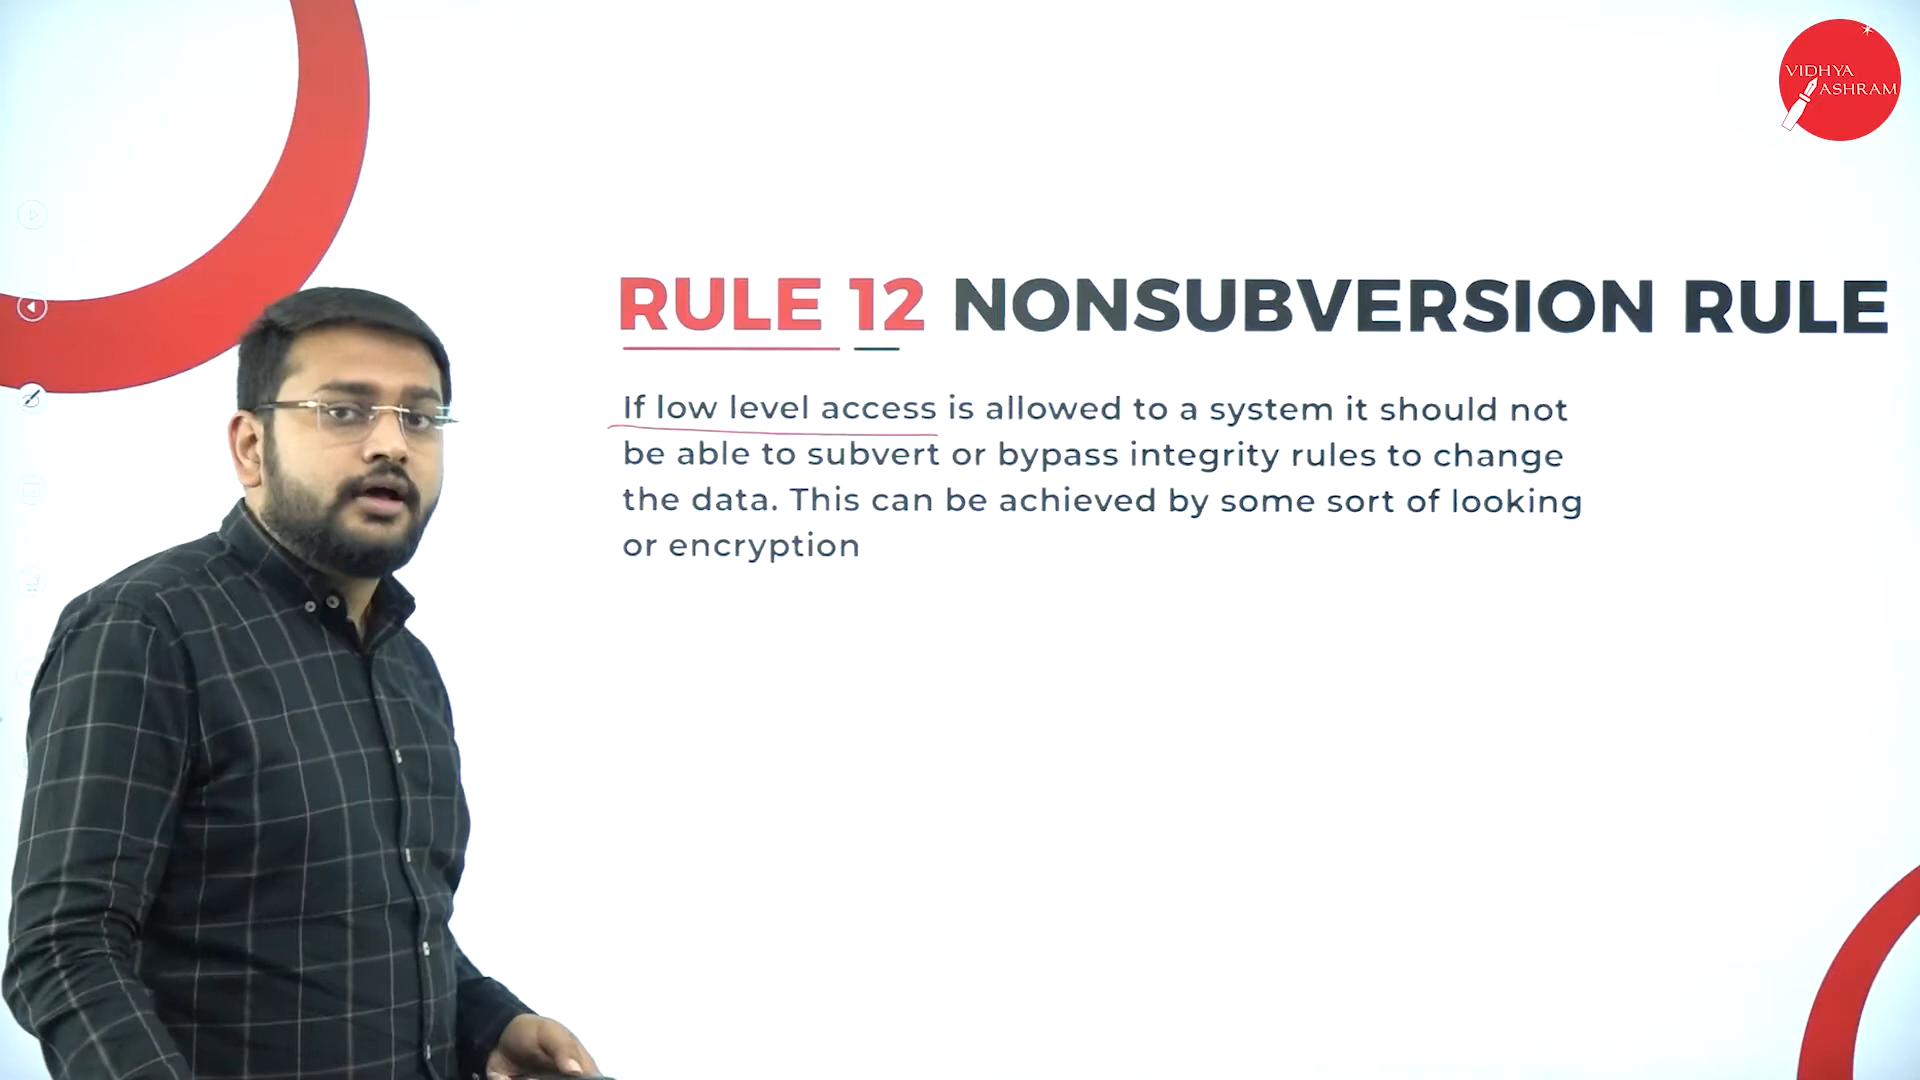 VIDHYA
ASHRAM
RULE 12 NONSUBVERSION RULE
If low level access is allowed to a system it should not
be able to subvert or bypass integrity rules to change
the data. This can be achieved by some sort of looking
or encryption